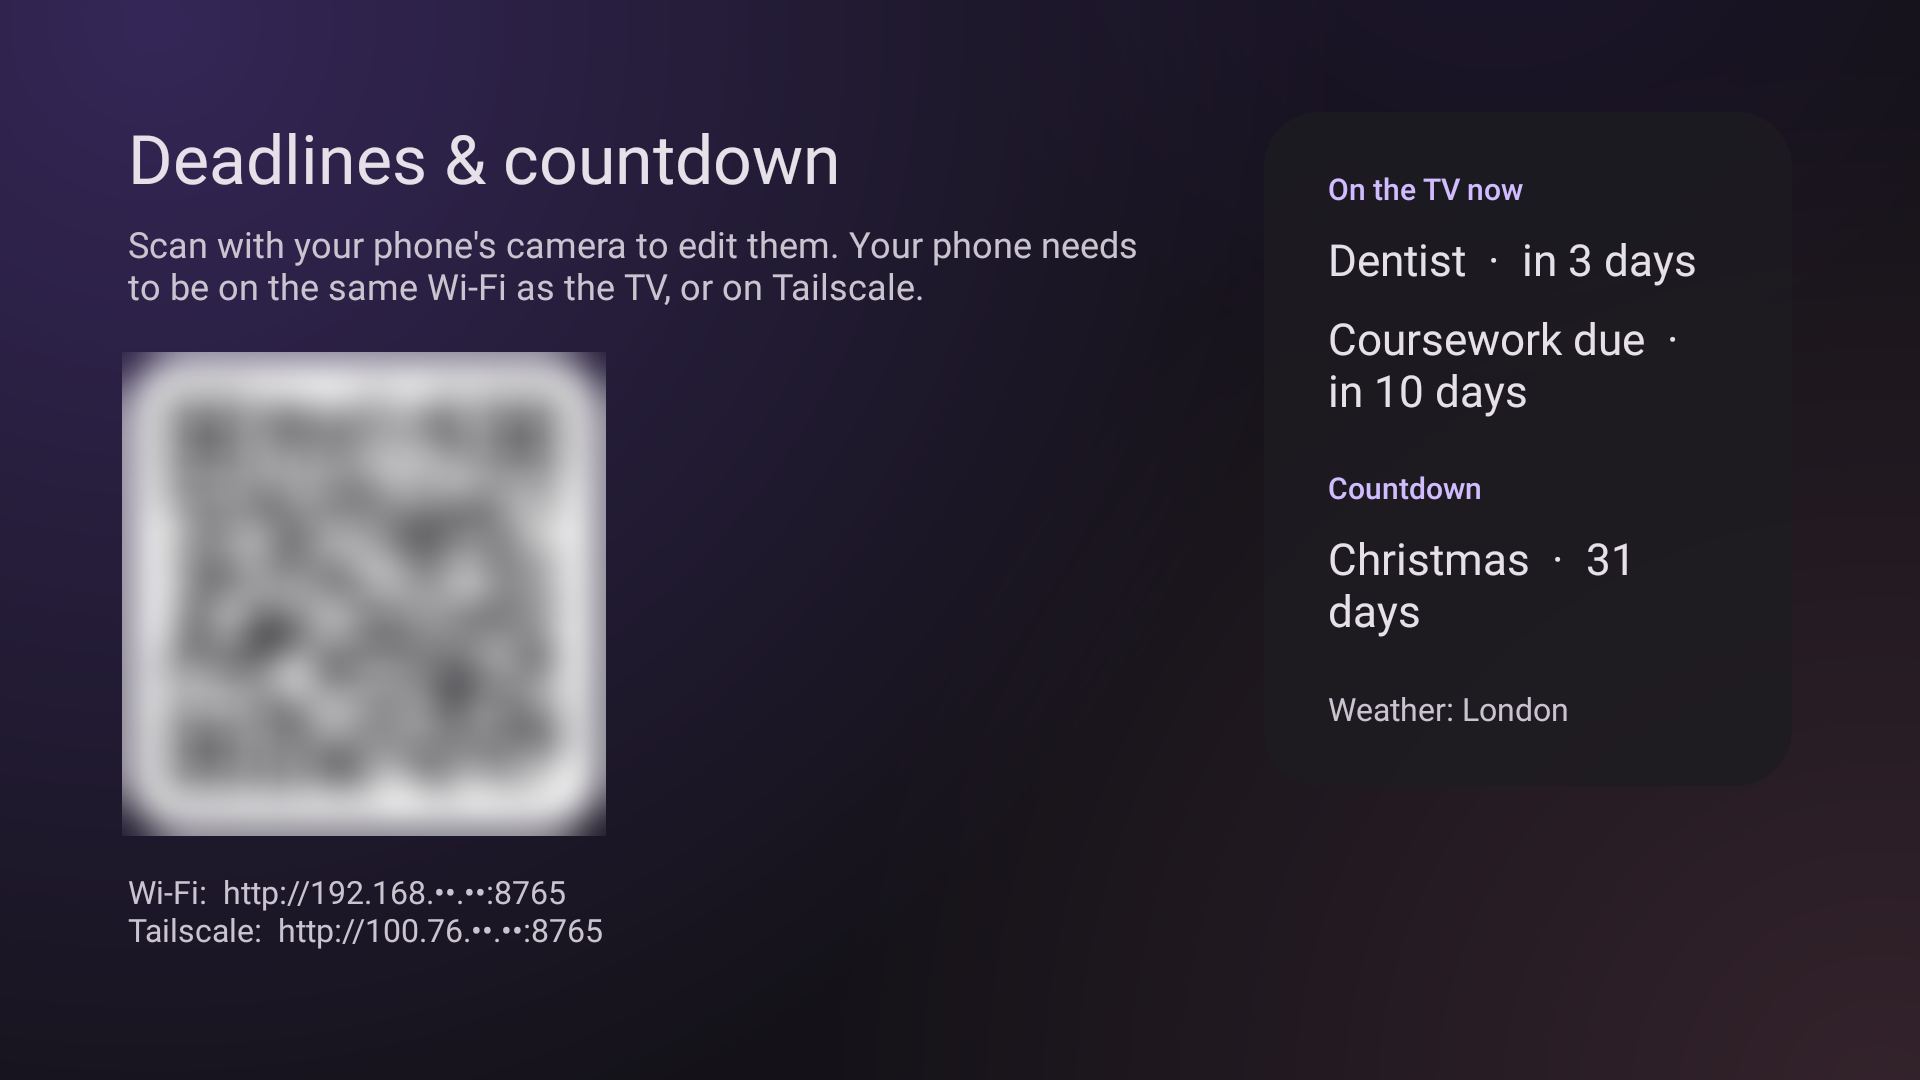 Deadlines & countdown
Scan with your phone's camera to edit them. Your phone needs
to be on the same Wi-Fi as the TV, or on Tailscale.
Wi-Fi:  http://192.168.••.••:8765
Tailscale:  http://100.76.••.••:8765
On the TV now
Dentist  ·  in 3 days
Coursework due  ·
in 10 days
Countdown
Christmas  ·  31
days
Weather: London